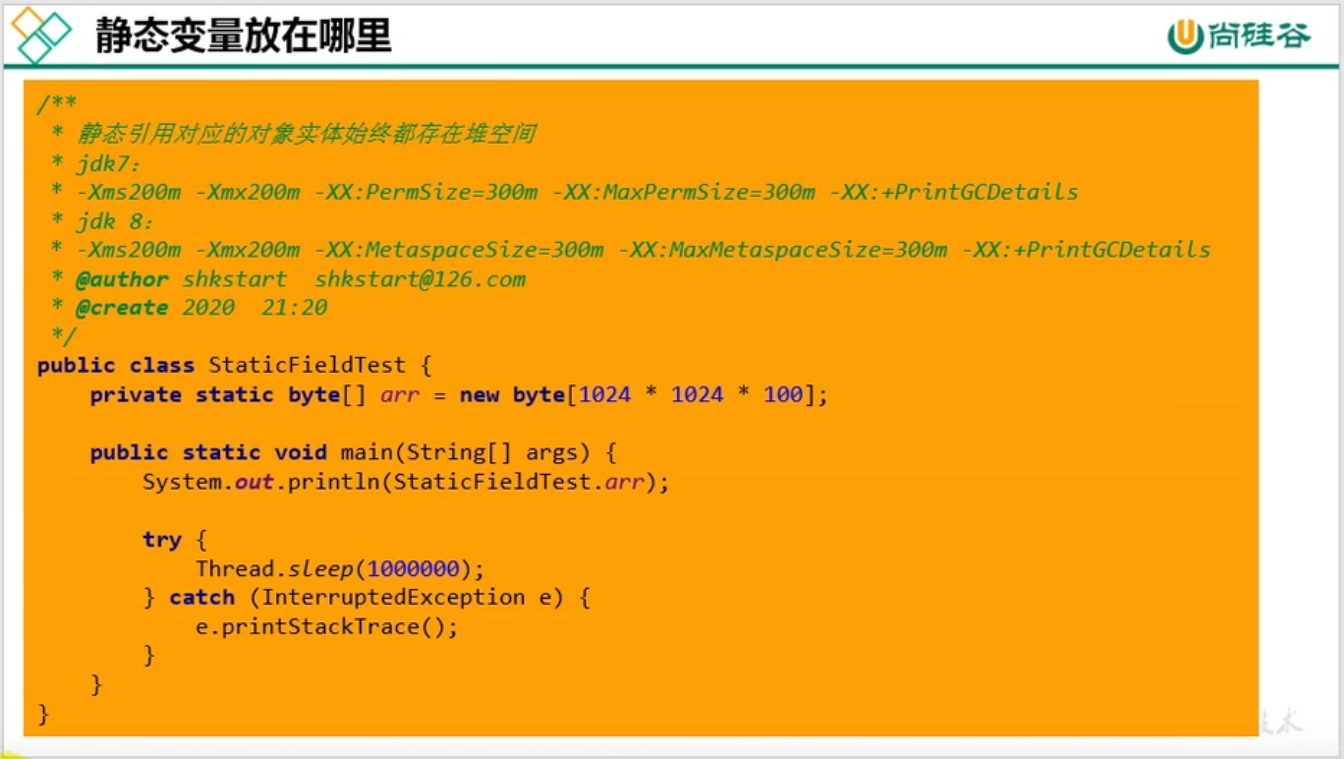 静态变量放在哪里
尚硅谷
/**
 * 静态引用对应的对象实体始终都存在堆空间
 * jdk7:
 * -Xms200m -Xmx200m -XX:PermSize=300m -XX:MaxPermSize=300m -XX:+PrintGCDetails
 * jdk 8:
 * -Xms200m -Xmx200m -XX:MetaspaceSize=300m -XX:MaxMetaspaceSize=300m -XX:+PrintGCDetails
 * @author shkstart  shkstart@126.com
 * @create 2020  21:20
 */
public class StaticFieldTest {
    private static byte[] arr = new byte[1024 * 1024 * 100];
    public static void main(String[] args) {
        System.out.println(StaticFieldTest.arr);
        try {
            Thread.sleep(1000000);
        } catch (InterruptedException e) {
            e.printStackTrace();
        }
    }
}
术